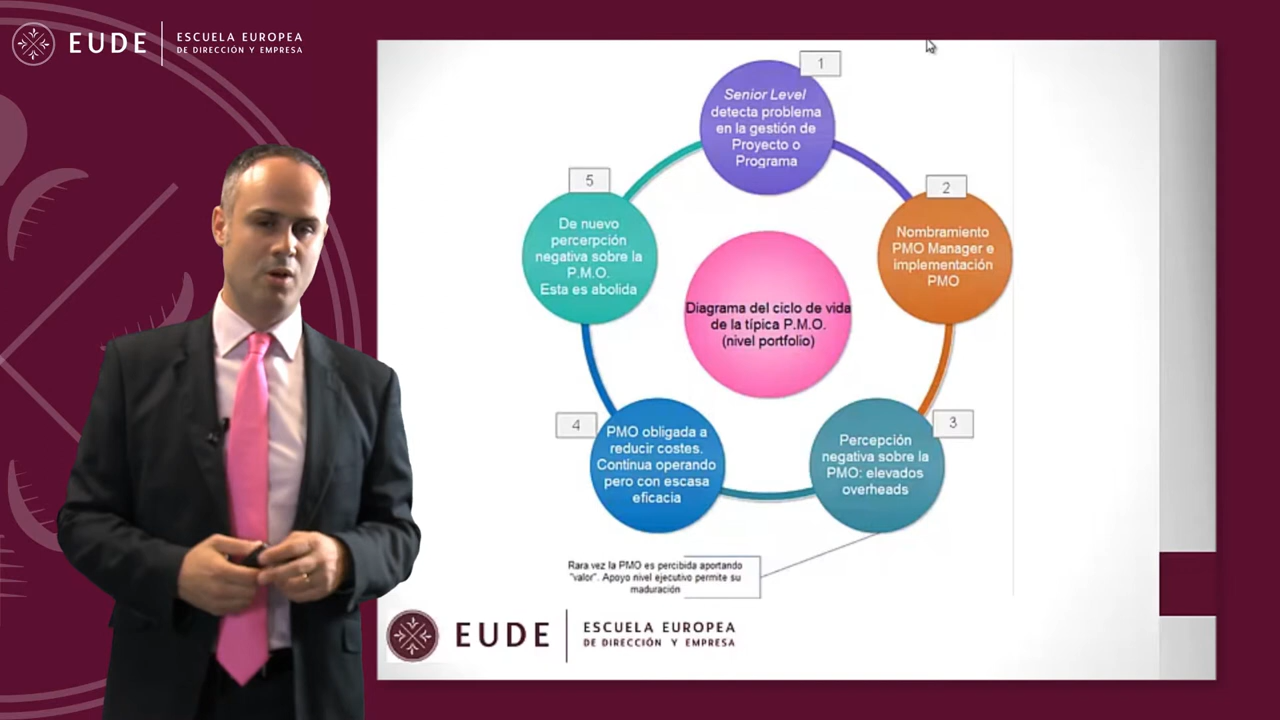 EUDE
ESCUELA EUROPEA
DE DIRECCIÓN Y EMPRESA
1
Senior Level
detecta problema
en la gestión de
Proyecto o
Programa
2
Nombramiento
PMO Manager e
implementación
PMO
3
Percepción
negativa sobre la
PMO: elevados
overheads
4
PMO obligada a
reducir costes.
Continua operando
pero con escasa
eficacia
5
De nuevo
percerpción
negativa sobre la
P.M.O.
Esta es abolida
Diagrama del ciclo de vida
de la típica P.M.O.
(nivel portfolio)
Rara vez la PMO es percibida aportando
"valor". Apoyo nivel ejecutivo permite su
maduración
EUDE
ESCUELA EUROPEA
DE DIRECCIÓN Y EMPRESA